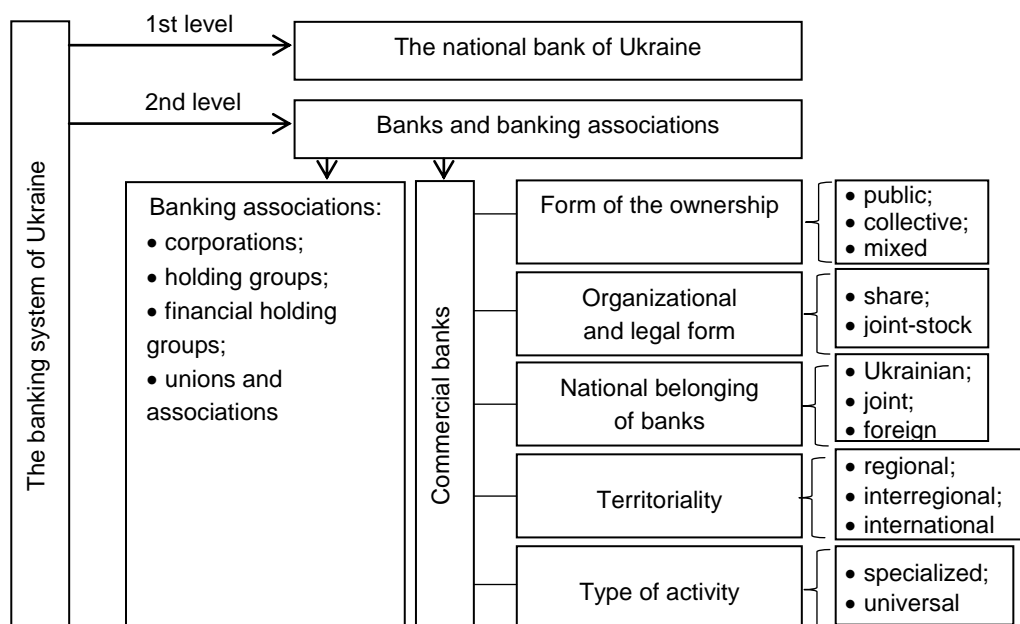 The banking system of Ukraine
1st level
The national bank of Ukraine
2nd level
Banks and banking associations
Banking associations:
• corporations;
• holding groups;
• financial holding
groups;
• unions and
associations
Commercial banks
Form of the ownership
• public;
• collective;
• mixed
Organizational
and legal form
• share;
• joint-stock
National belonging
of banks
• Ukrainian;
• joint;
• foreign
Territoriality
• regional;
• interregional;
• international
Type of activity
• specialized;
• universal